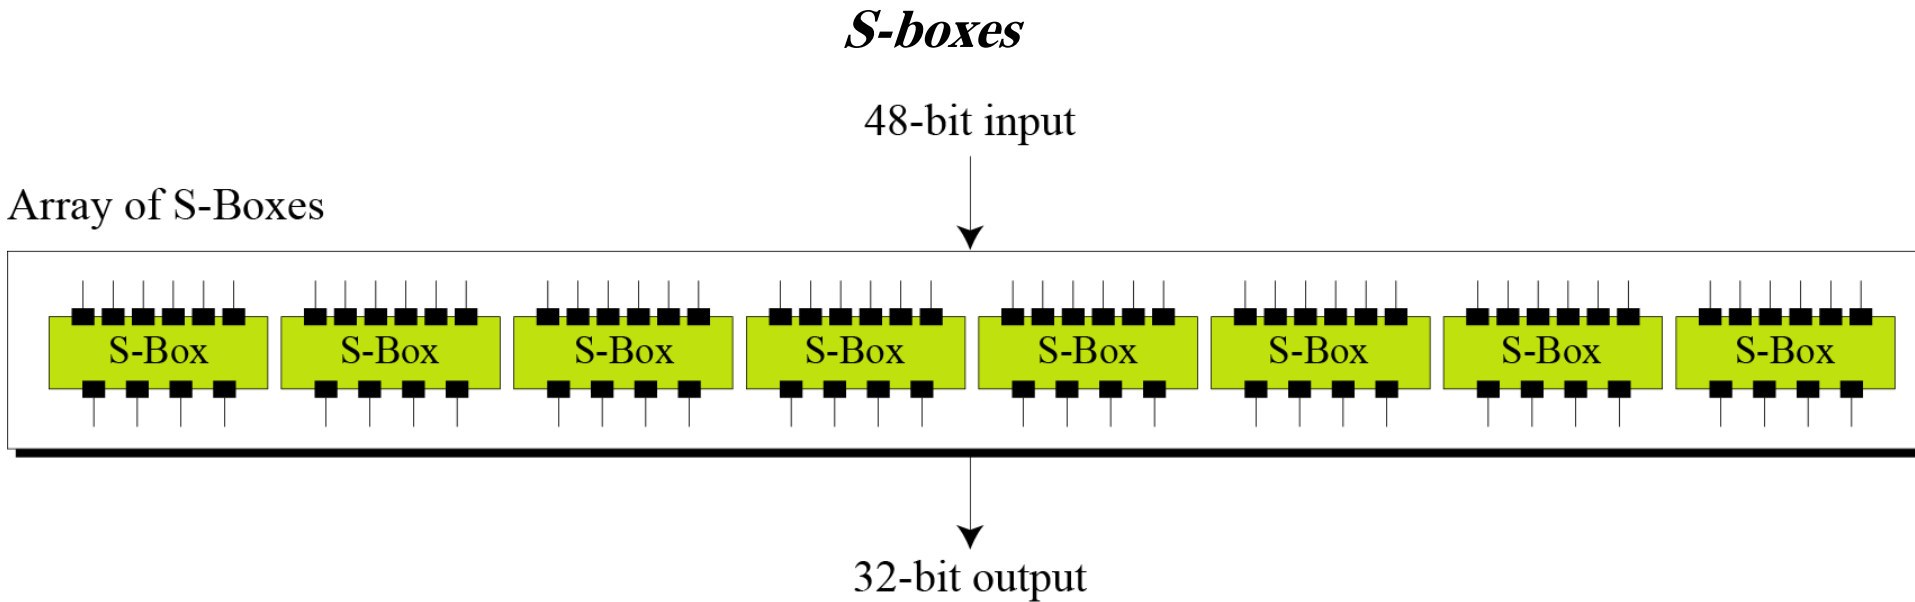 S-boxes
48-bit input
Array of S-Boxes
S-Box S-Box S-Box S-Box S-Box S-Box S-Box S-Box
32-bit output